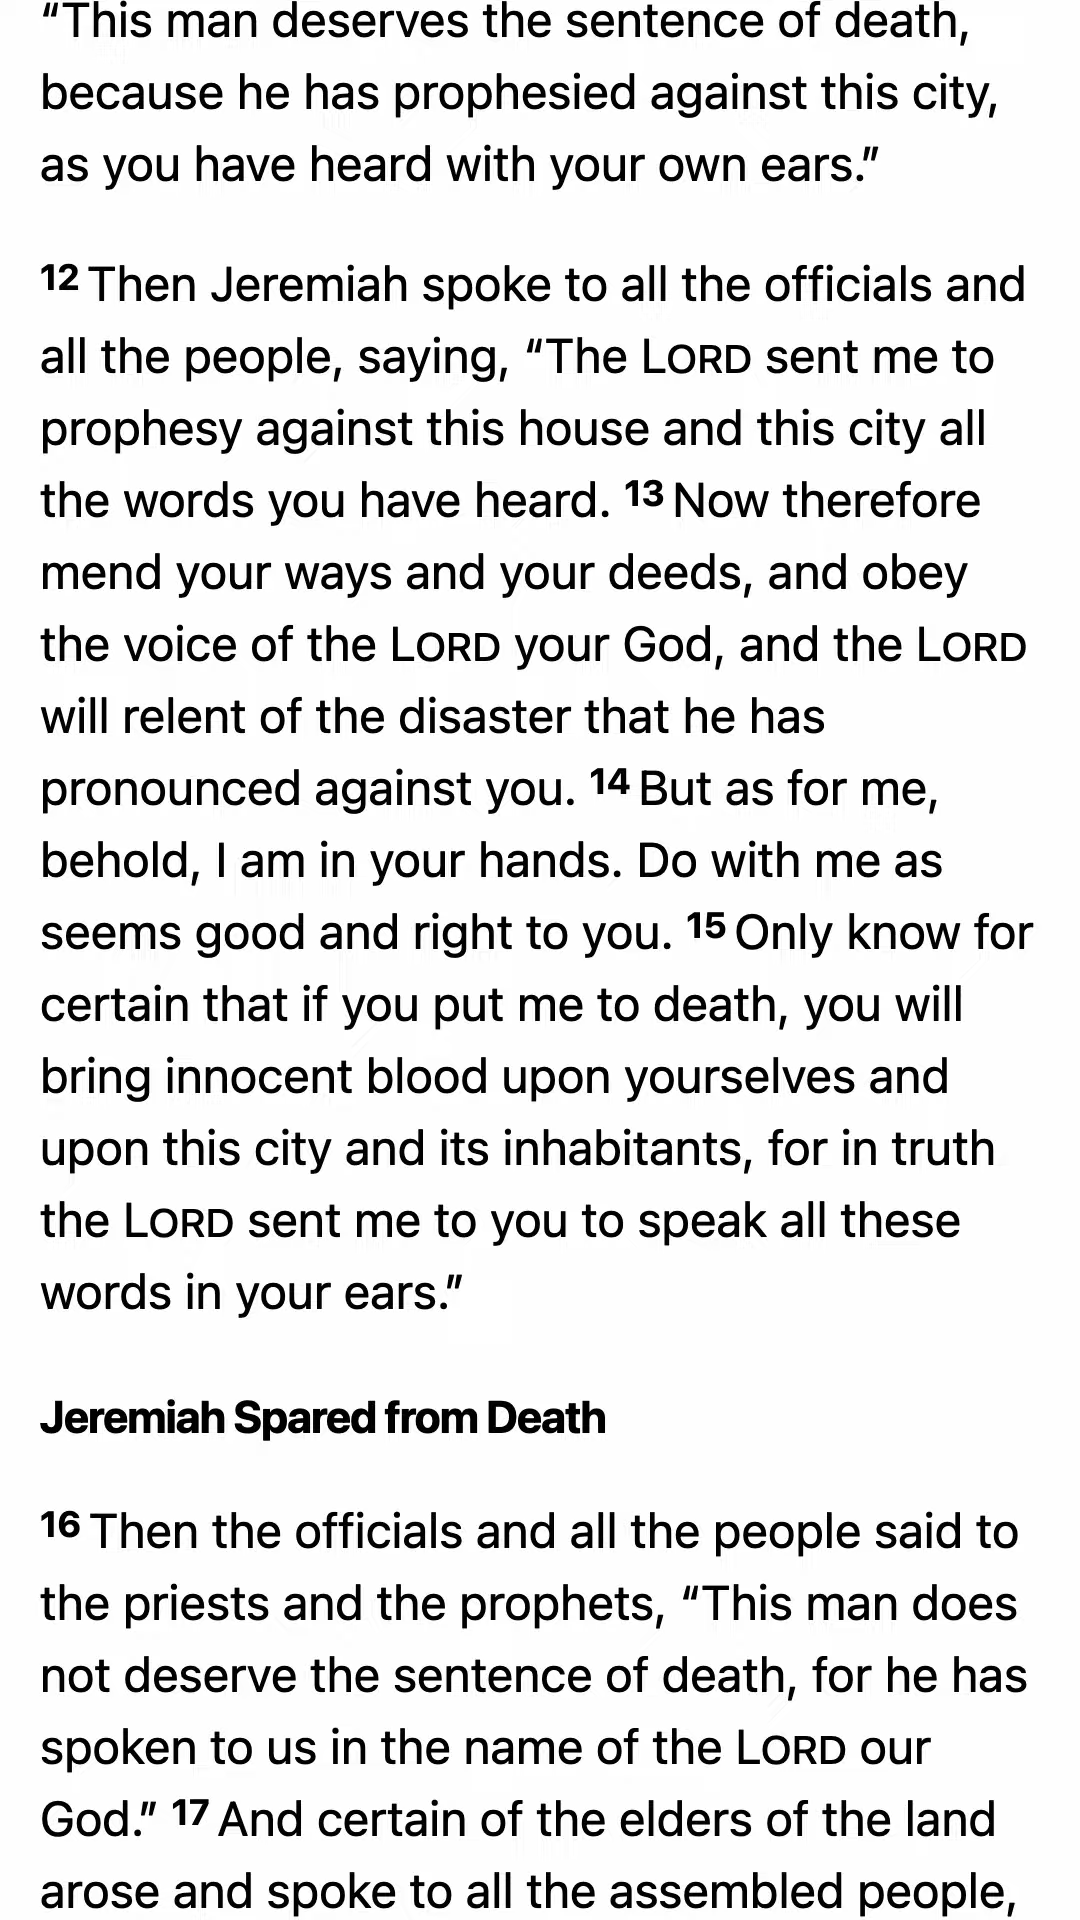 “This man deserves the sentence of death,
because he has prophesied against this city,
as you have heard with your own ears.”
12 Then Jeremiah spoke to all the officials and
all the people, saying, “The LORD sent me to
prophesy against this house and this city all
the words you have heard. 13 Now therefore
mend your ways and your deeds, and obey
the voice of the LORD your God, and the LORD
will relent of the disaster that he has
pronounced against you. 14 But as for me,
behold, I am in your hands. Do with me as
seems good and right to you. 15 Only know for
certain that if you put me to death, you will
bring innocent blood upon yourselves and
upon this city and its inhabitants, for in truth
the LORD sent me to you to speak all these
words in your ears.”
Jeremiah Spared from Death
16 Then the officials and all the people said to
the priests and the prophets, “This man does
not deserve the sentence of death, for he has
spoken to us in the name of the LORD our
God.” 17 And certain of the elders of the land
arose and spoke to all the assembled people,